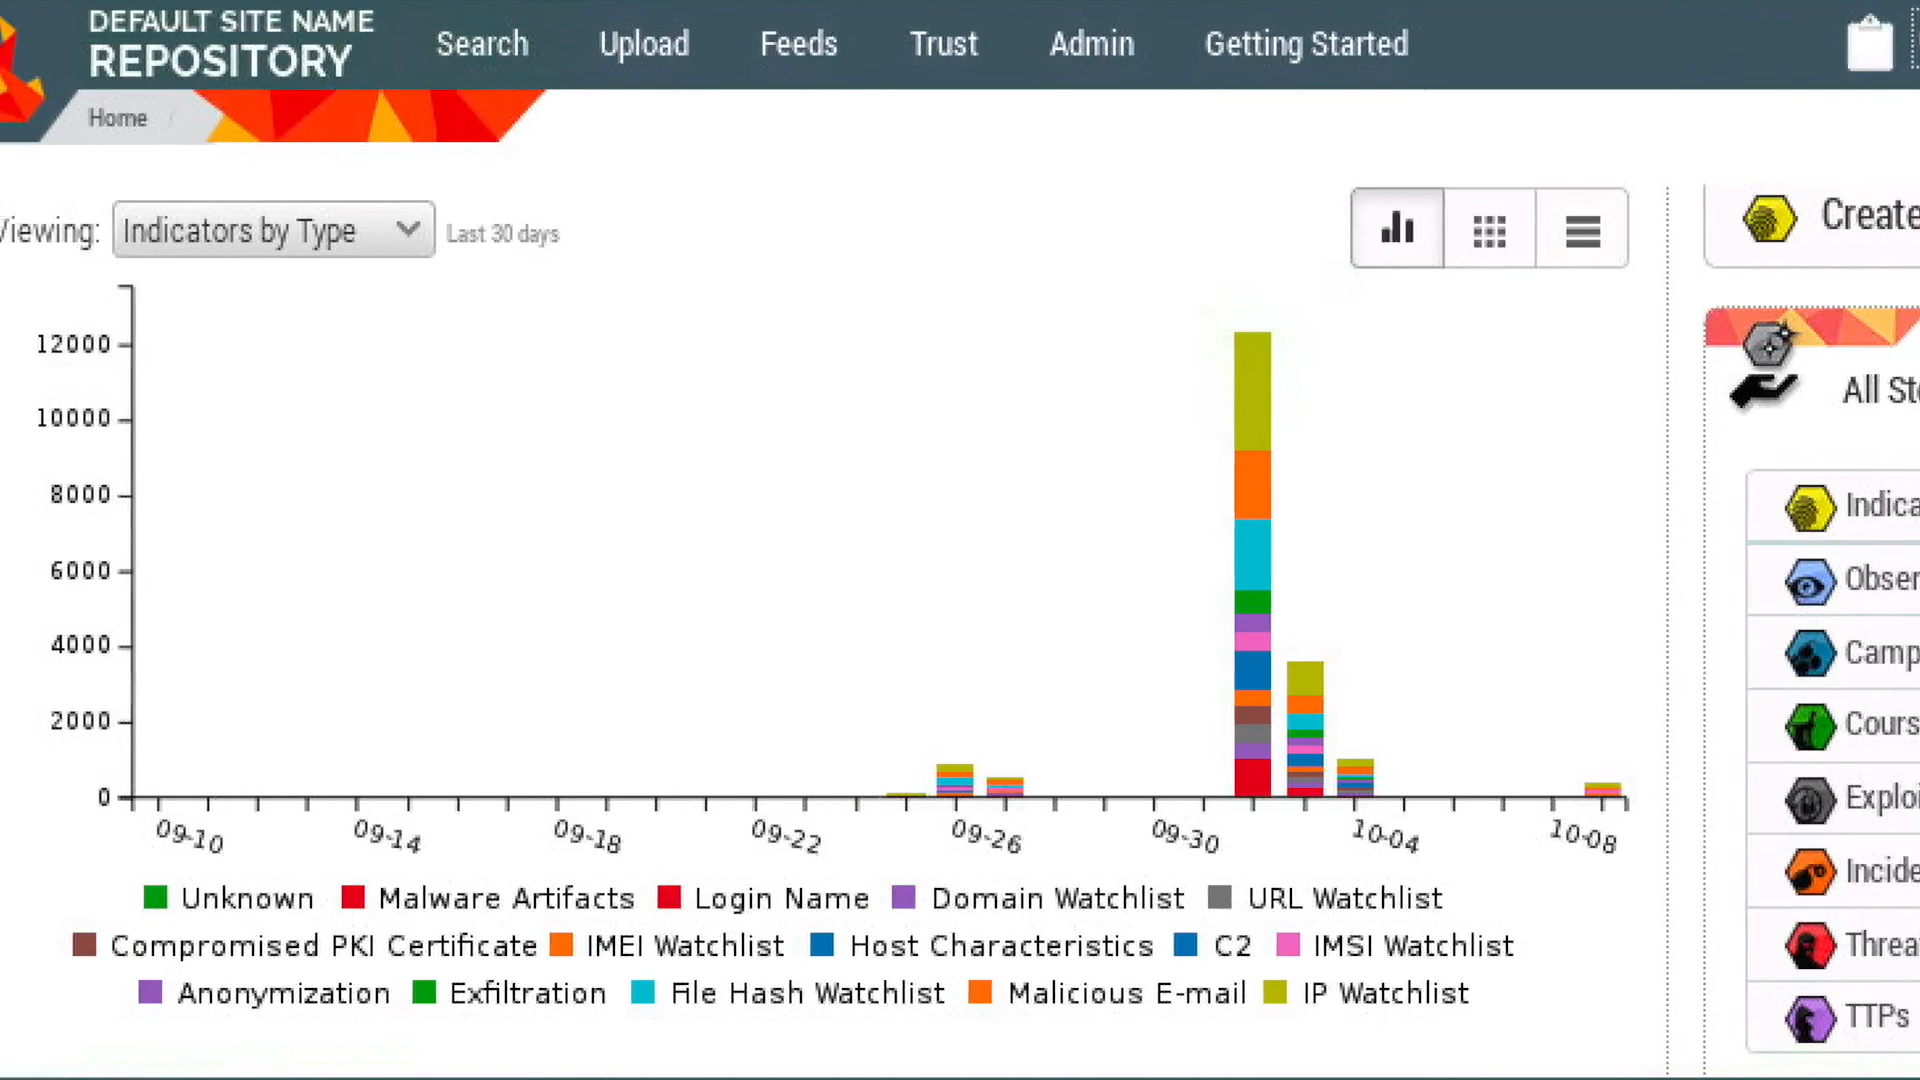 DEFAULT SITE NAME
REPOSITORY
Search Upload Feeds Trust Admin Getting Started
Home /
Viewing: Indicators by Type Last 30 days
Create
12000
10000
8000
6000
4000
2000
0
09-10 09-14 09-18 09-22 09-26 09-30 10-04 10-08
Unknown Malware Artifacts Login Name Domain Watchlist URL Watchlist
Compromised PKI Certificate IMEI Watchlist Host Characteristics C2 IMSI Watchlist
Anonymization Exfiltration File Hash Watchlist Malicious E-mail IP Watchlist
All St
Indica
Obser
Camp
Cours
Exploi
Incide
Threa
TTPs